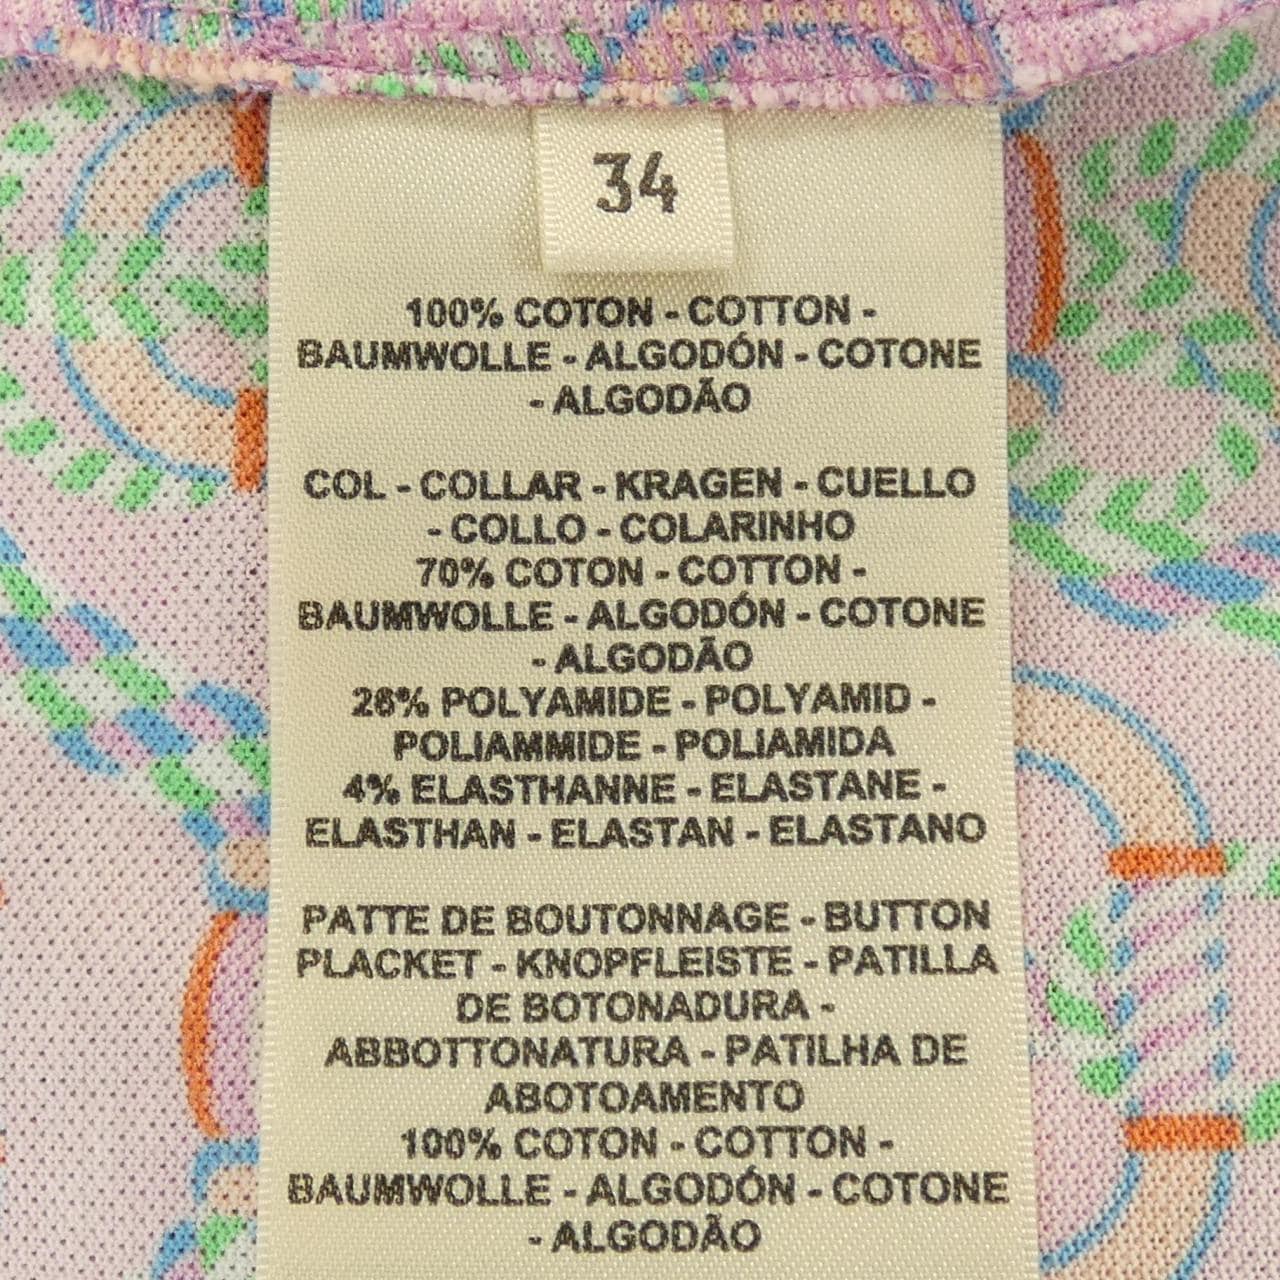 34
100% COTON - COTTON -
BAUMWOLLE - ALGODÓN - COTONE
- ALGODÃO
COL - COLLAR - KRAGEN - CUELLO
- COLLO - COLARINHO
70% COTON - COTTON -
BAUMWOLLE - ALGODÓN - COTONE
- ALGODÃO
26% POLYAMIDE - POLYAMID -
POLIAMMIDE - POLIAMIDA
4% ELASTHANNE - ELASTANE -
ELASTHAN - ELASTAN - ELASTANO
PATTE DE BOUTONNAGE - BUTTON
PLACKET - KNOPFLEISTE - PATILLA
DE BOTONADURA -
ABBOTTONATURA - PATILHA DE
ABOTOAMENTO
100% COTON - COTTON -
BAUMWOLLE - ALGODÓN - COTONE
- ALGODÃO